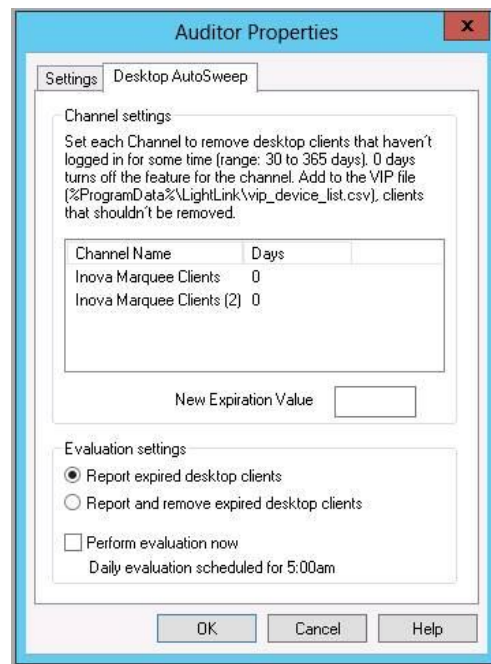 Auditor Properties
x
Settings
Desktop AutoSweep
Channel settings
Set each Channel to remove desktop clients that haven´t
logged in for some time (range: 30 to 365 days). 0 days
turns off the feature for the channel. Add to the VIP file
(%ProgramData%\LightLink\vip_device_list.csv), clients
that shouldn´t be removed.
Channel Name Days
Inova Marquee Clients 0
Inova Marquee Clients (2) 0
New Expiration Value
Evaluation settings
Report expired desktop clients
Report and remove expired desktop clients
Perform evaluation now
Daily evaluation scheduled for 5:00am
OK Cancel Help